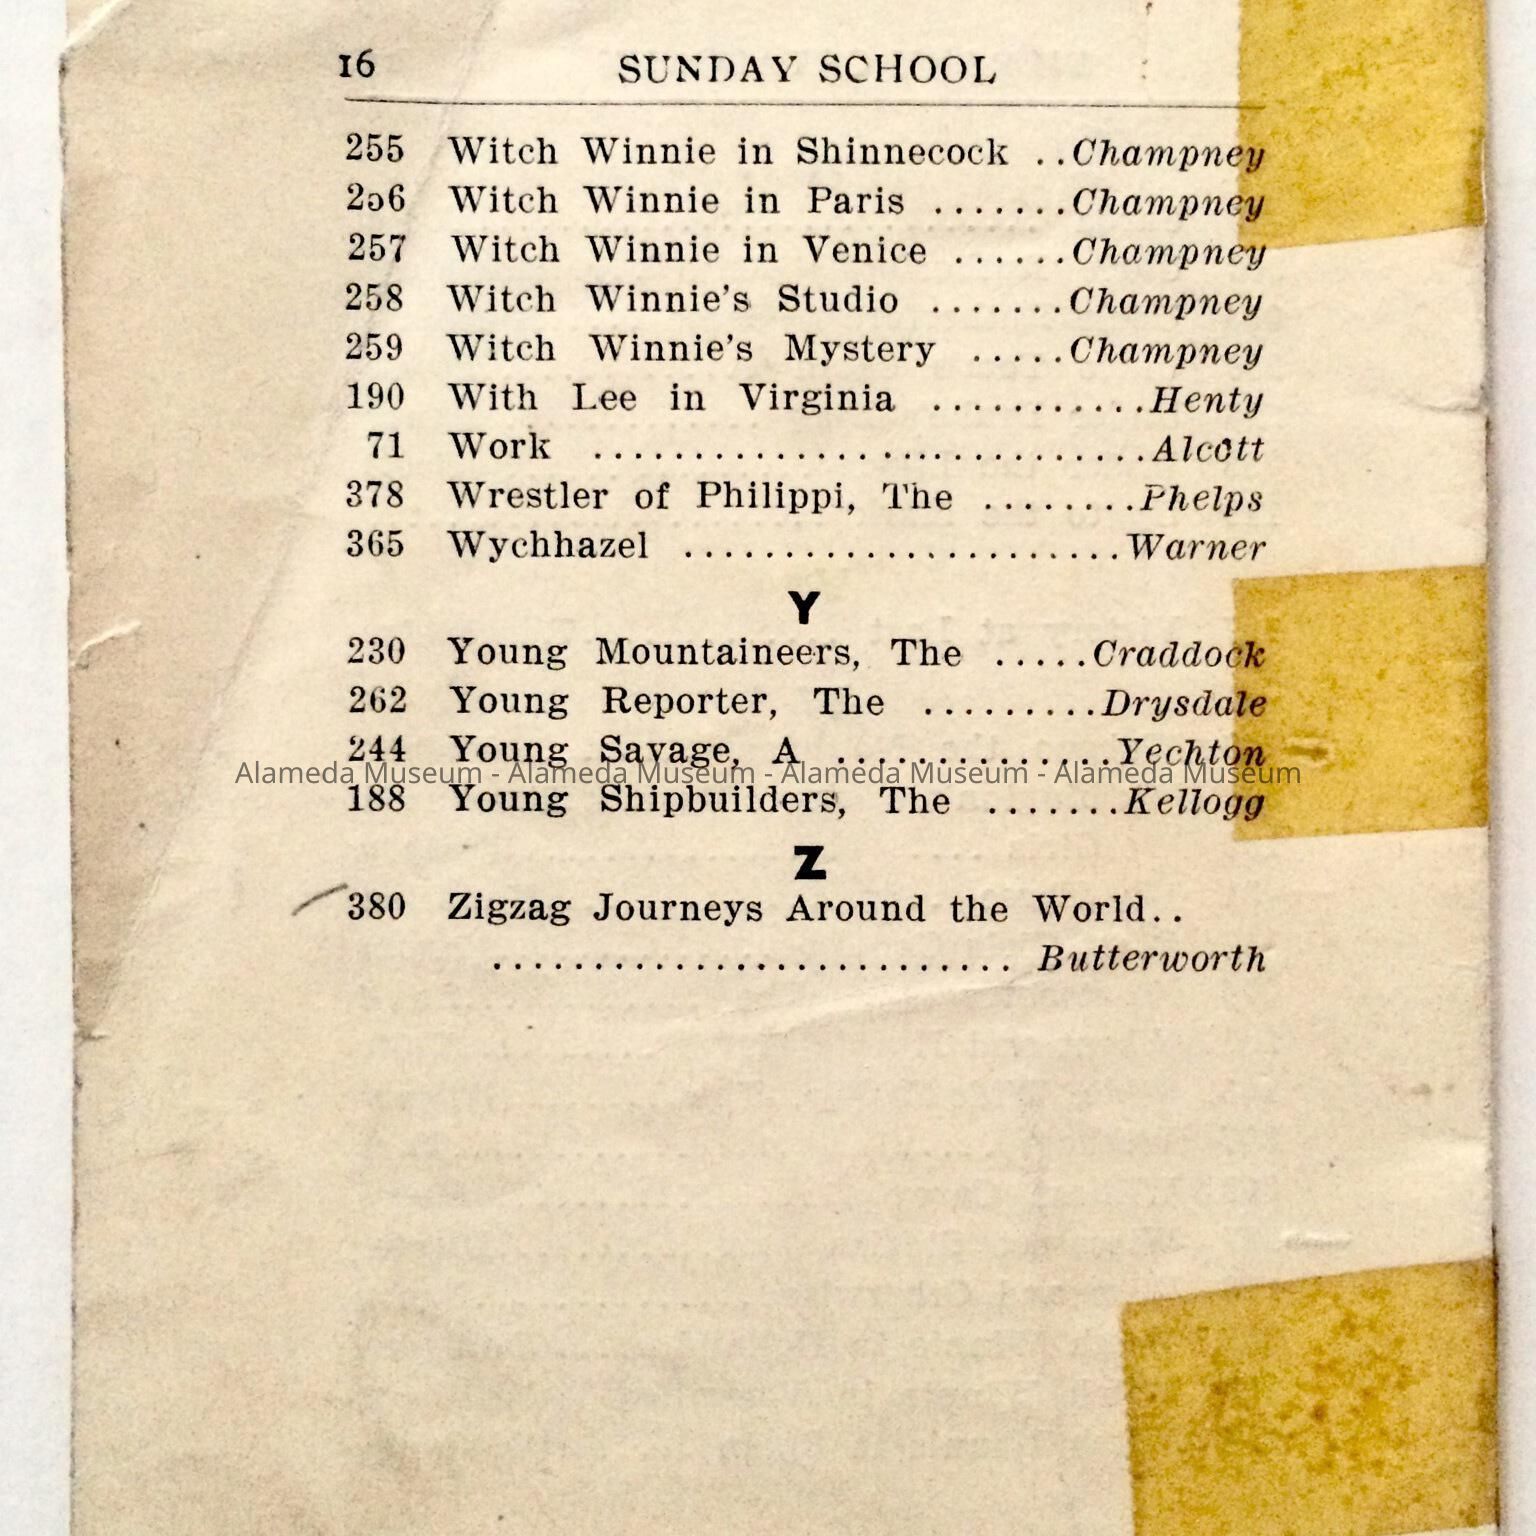 16 SUNDAY SCHOOL
255 Witch Winnie in Shinnecock ..Champney
256 Witch Winnie in Paris .......Champney
257 Witch Winnie in Venice ......Champney
258 Witch Winnie's Studio .......Champney
259 Witch Winnie's Mystery .....Champney
190 With Lee in Virginia ...........Henty
71 Work ............................Alcott
378 Wrestler of Philippi, The ........Phelps
365 Wychhazel ......................Warner
Y
230 Young Mountaineers, The .....Craddock
262 Young Reporter, The .........Drysdale
244 Young Savage, A ..............Yechton
Alameda Museum - Alameda Museum - Alameda Museum - Alameda Museum
188 Young Shipbuilders, The .......Kellogg
Z
380 Zigzag Journeys Around the World..
.......................... Butterworth